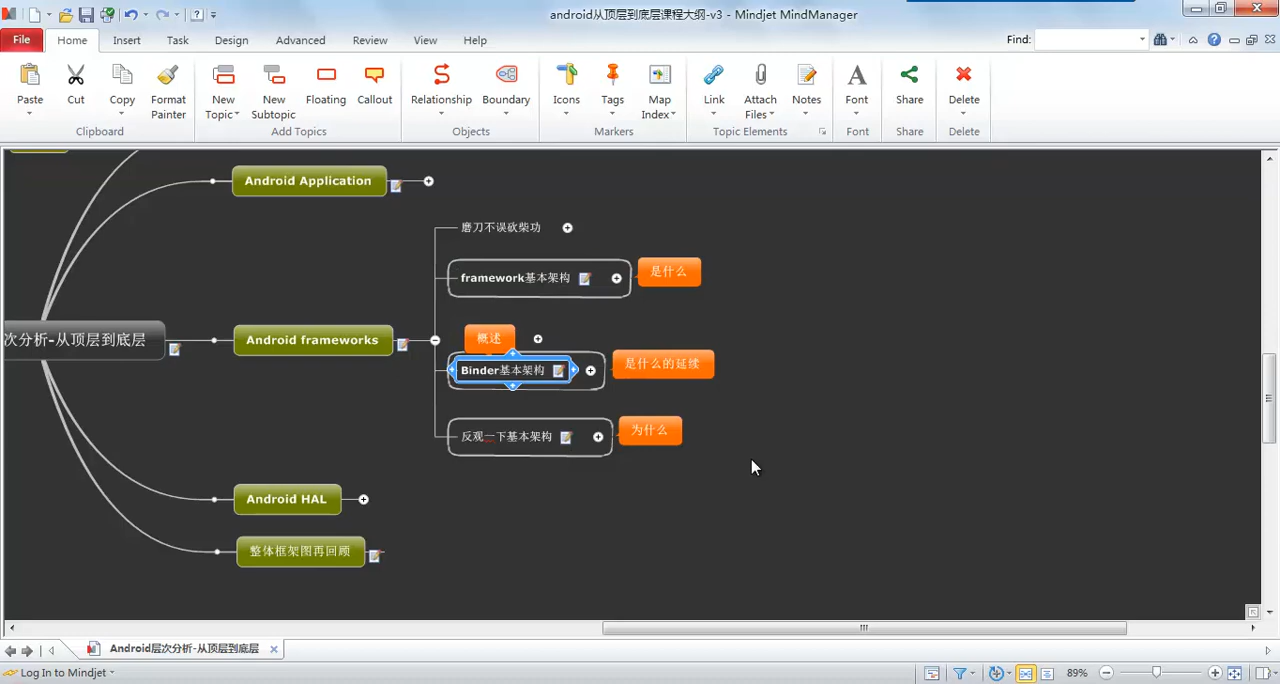 android从顶层到底层课程大纲-v3 - Mindjet MindManager
File Home Insert Task Design Advanced Review View Help Find:
Paste Cut Copy Format Painter New Topic New Subtopic Floating Callout Relationship Boundary Icons Tags Map Index Link Attach Files Notes Font Share Delete
Clipboard Add Topics Objects Markers Topic Elements Font Share Delete
Android Application
磨刀不误砍柴功
framework基本架构 是什么
次分析-从顶层到底层
Android frameworks
概述
Binder基本架构 是什么的延续
反观一下基本架构 为什么
Android HAL
整体框架图再回顾
Android层次分析-从顶层到底层
Log In to Mindjet 89%